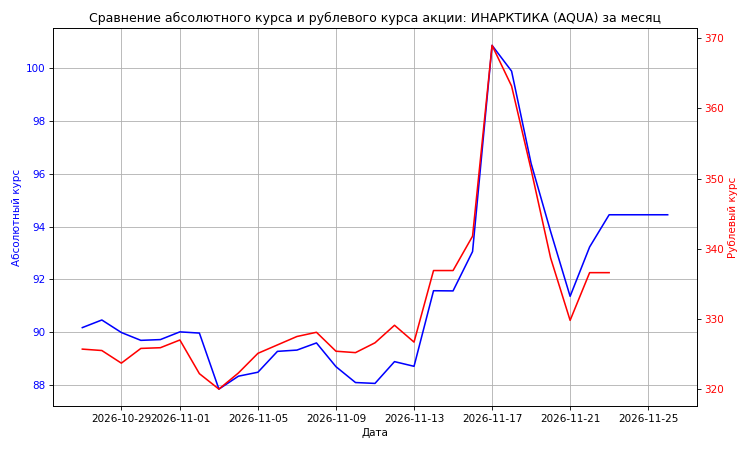 Сравнение абсолютного курса и рублевого курса акции: ИНАРКТИКА (AQUA) за месяц
Абсолютный курс
100
98
96
94
92
90
88
370
360
350
340
330
320
Рублевый курс
2026-10-29 2026-11-01 2026-11-05 2026-11-09 2026-11-13 2026-11-17 2026-11-21 2026-11-25
Дата